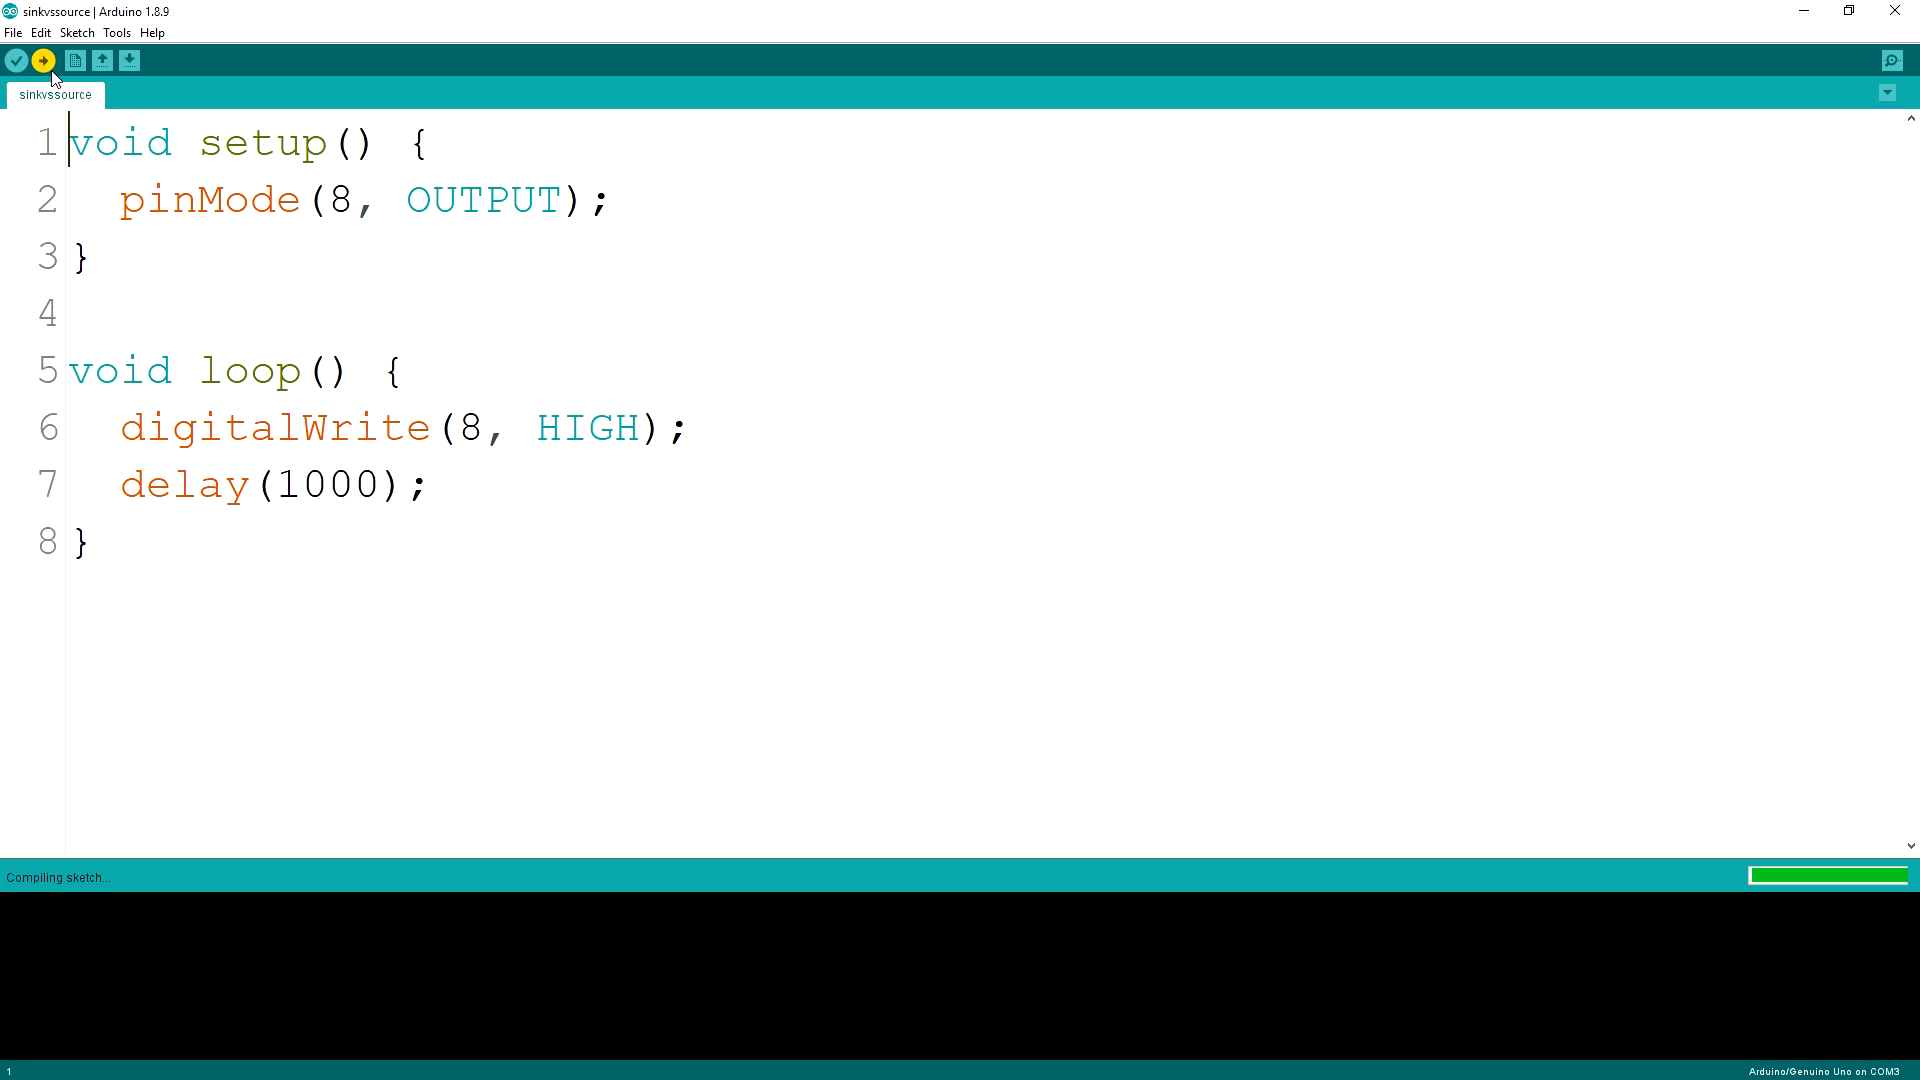 sinkvssource | Arduino 1.8.9
File Edit Sketch Tools Help
sinkvssource
1 void setup() {
2   pinMode(8, OUTPUT);
3 }
4
5 void loop() {
6   digitalWrite(8, HIGH);
7   delay(1000);
8 }
Compiling sketch...
1 Arduino/Genuino Uno on COM3